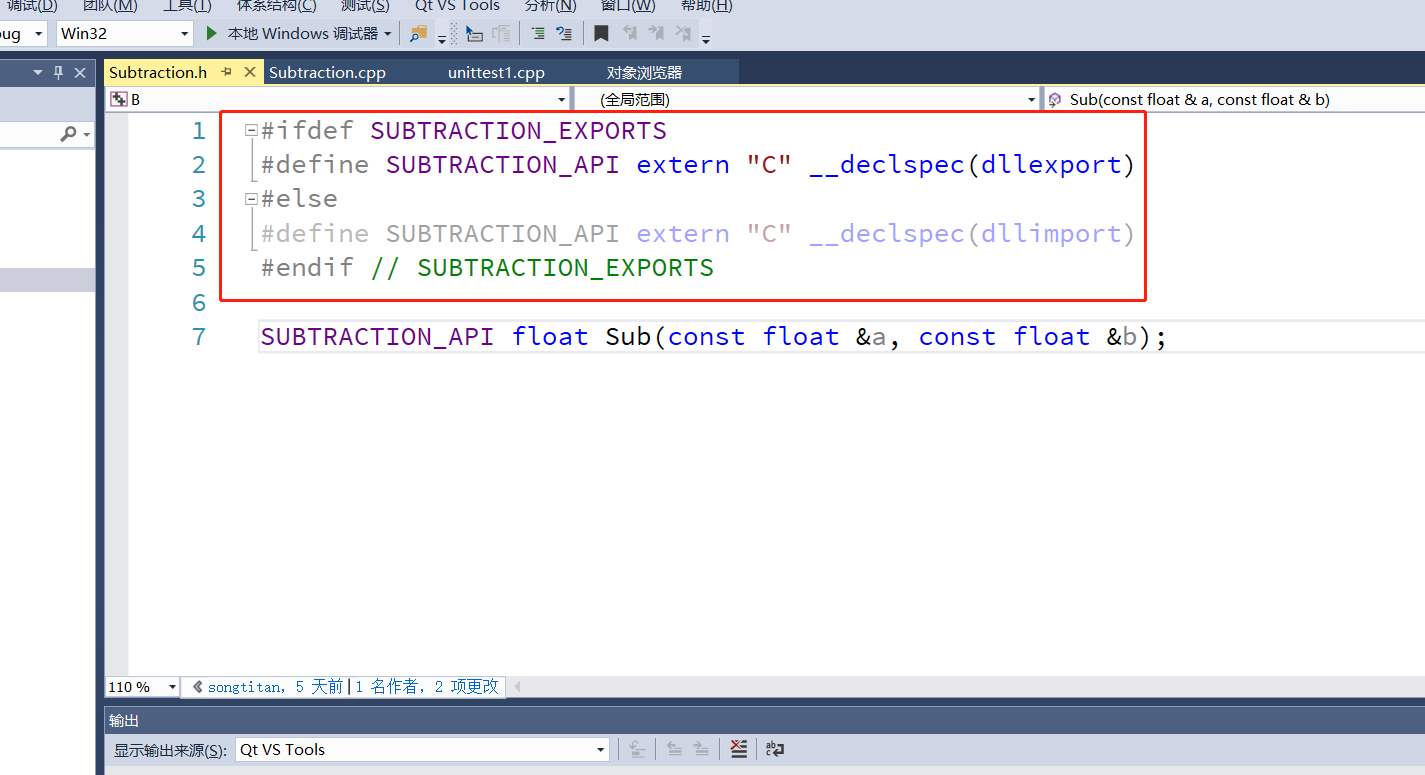 调试(D) 团队(M) 工具(T) 体系结构(C) 测试(S) Qt VS Tools 分析(N) 窗口(W) 帮助(H)
Win32 本地 Windows 调试器
Subtraction.h Subtraction.cpp unittest1.cpp 对象浏览器
B (全局范围) Sub(const float & a, const float & b)
1 #ifdef SUBTRACTION_EXPORTS
2 #define SUBTRACTION_API extern "C" __declspec(dllexport)
3 #else
4 #define SUBTRACTION_API extern "C" __declspec(dllimport)
5 #endif // SUBTRACTION_EXPORTS
6
7 SUBTRACTION_API float Sub(const float &a, const float &b);
110 % songtitan, 5 天前|1 名作者, 2 项更改
输出
显示输出来源(S): Qt VS Tools